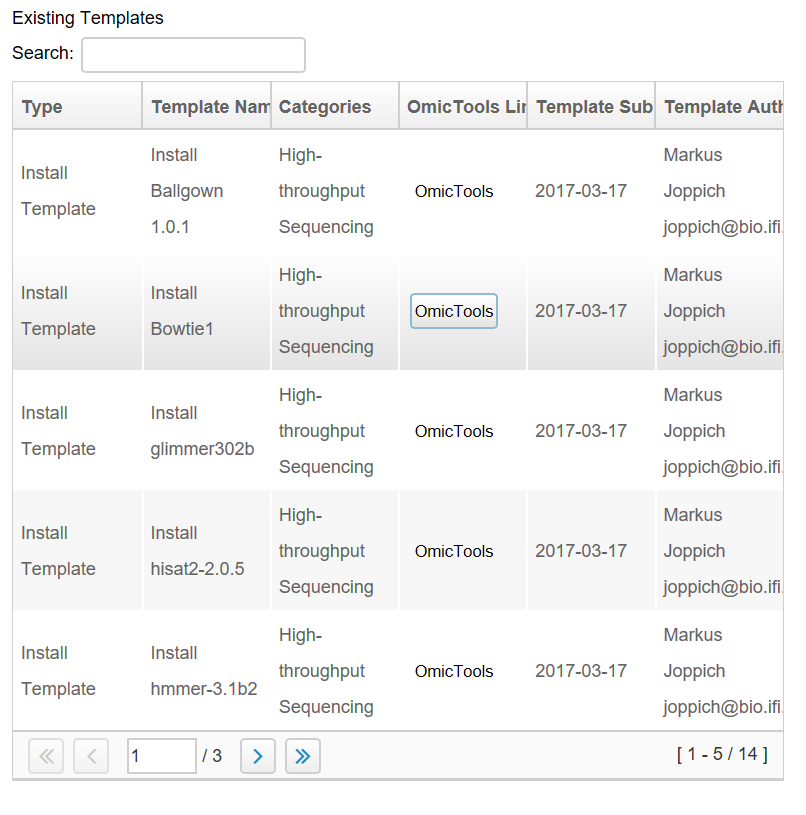 Existing Templates
Search:
Type Template Nam Categories OmicTools Lin Template Sub Template Auth
Install Template Install Ballgown 1.0.1 High-throughput Sequencing OmicTools 2017-03-17 Markus Joppich joppich@bio.ifi.
Install Template Install Bowtie1 High-throughput Sequencing OmicTools 2017-03-17 Markus Joppich joppich@bio.ifi.
Install Template Install glimmer302b High-throughput Sequencing OmicTools 2017-03-17 Markus Joppich joppich@bio.ifi.
Install Template Install hisat2-2.0.5 High-throughput Sequencing OmicTools 2017-03-17 Markus Joppich joppich@bio.ifi.
Install Template Install hmmer-3.1b2 High-throughput Sequencing OmicTools 2017-03-17 Markus Joppich joppich@bio.ifi.
1 / 3 [ 1 - 5 / 14 ]